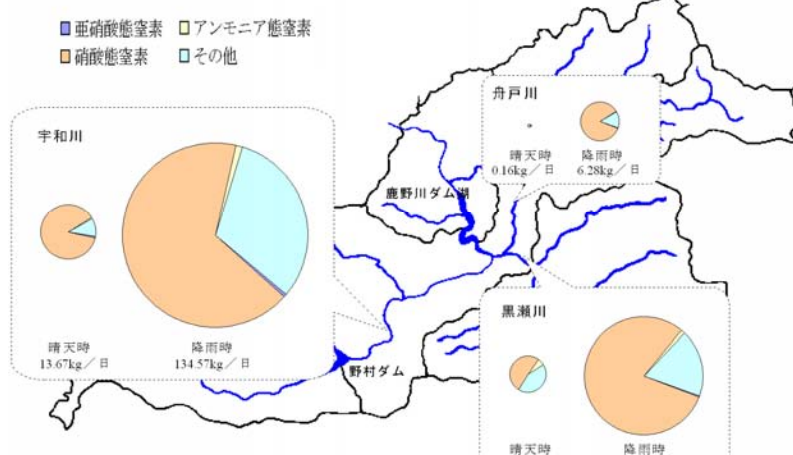 亜硝酸態窒素 アンモニア態窒素
硝酸態窒素 その他
宇和川
晴天時 降雨時
13.67kg／日 134.57kg／日
舟戸川
晴天時 降雨時
0.16kg／日 6.28kg／日
鹿野川ダム湖
野村ダム
黒瀬川
晴天時 降雨時